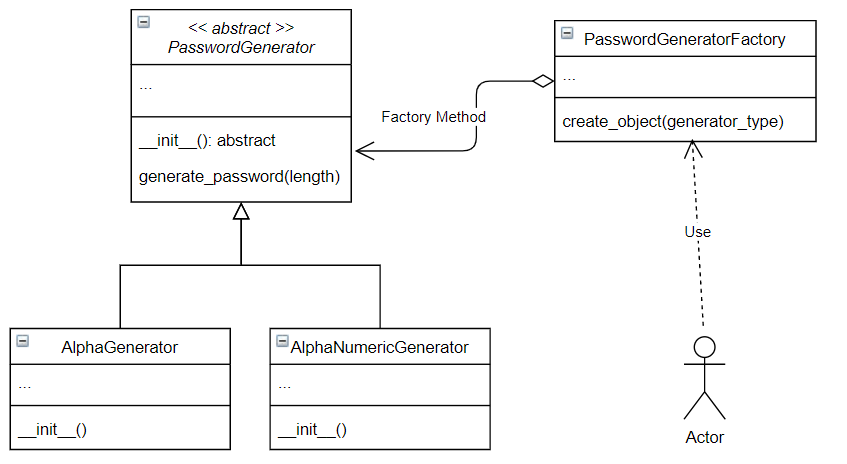 << abstract >>
PasswordGenerator
...
__init__(): abstract
generate_password(length)
PasswordGeneratorFactory
...
create_object(generator_type)
Factory Method
Use
AlphaGenerator
...
__init__()
AlphaNumericGenerator
...
__init__()
Actor